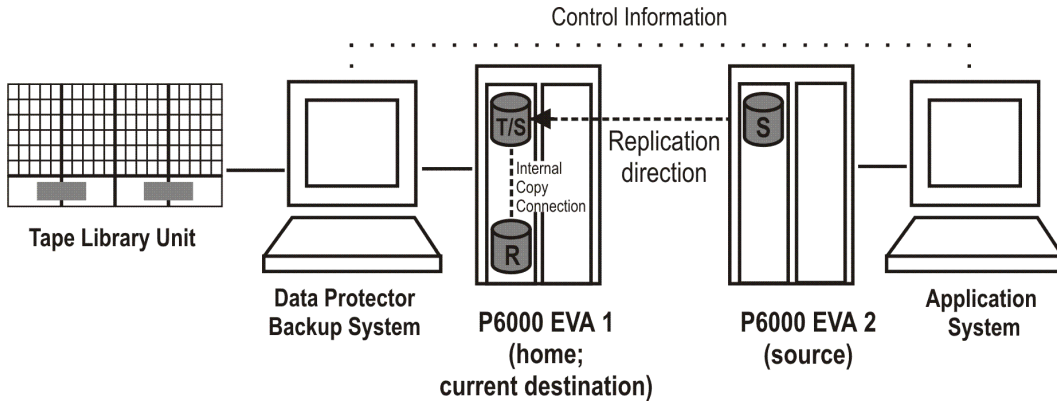 Control Information
T/S
S
Replication
direction
Internal
Copy
Connection
R
Tape Library Unit
Data Protector
Backup System
P6000 EVA 1
(home;
current destination)
P6000 EVA 2
(source)
Application
System